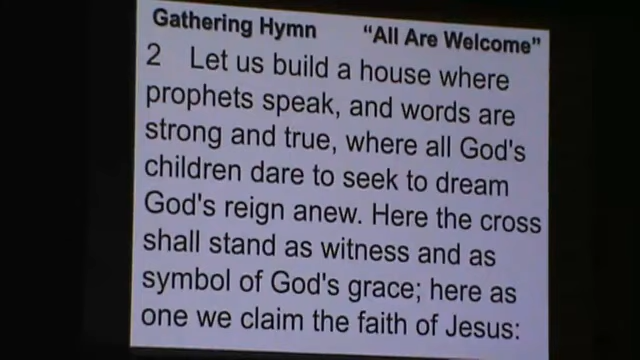 Gathering Hymn “All Are Welcome”
2 Let us build a house where
prophets speak, and words are
strong and true, where all God's
children dare to seek to dream
God's reign anew. Here the cross
shall stand as witness and as
symbol of God's grace; here as
one we claim the faith of Jesus: